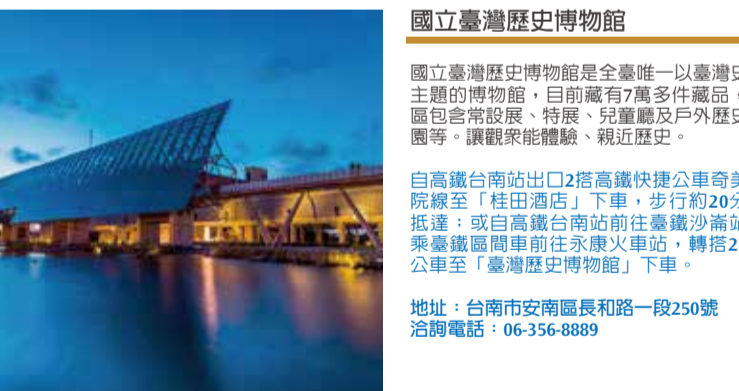 國立臺灣歷史博物館
國立臺灣歷史博物館是全臺唯一以臺灣史
主題的博物館，目前藏有7萬多件藏品，
區包含常設展、特展、兒童廳及戶外歷史
園等。讓觀眾能體驗、親近歷史。
自高鐵台南站出口2搭高鐵快捷公車奇美
院線至「桂田酒店」下車，步行約20分
抵達；或自高鐵台南站前往臺鐵沙崙站
乘臺鐵區間車前往永康火車站，轉搭2
公車至「臺灣歷史博物館」下車。
地址：台南市安南區長和路一段250號
洽詢電話：06-356-8889